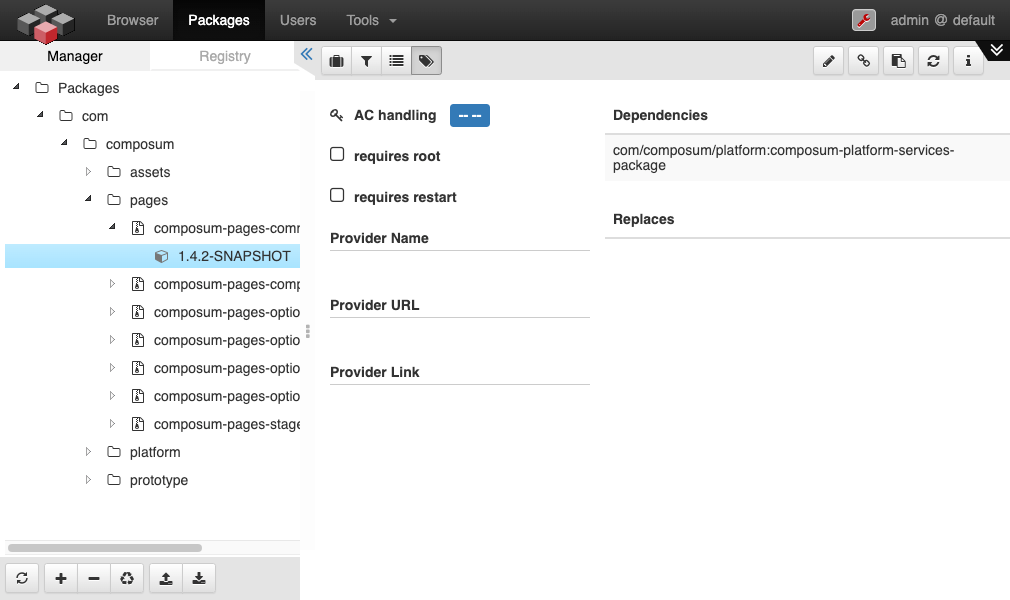 Browser
Packages
Users
Tools
admin @ default
Manager
Registry
Packages
com
composum
assets
pages
composum-pages-comm
1.4.2-SNAPSHOT
composum-pages-comp
composum-pages-optio
composum-pages-optio
composum-pages-optio
composum-pages-optio
composum-pages-stage
platform
prototype
AC handling
-- --
requires root
requires restart
Provider Name
Provider URL
Provider Link
Dependencies
com/composum/platform:composum-platform-services-
package
Replaces